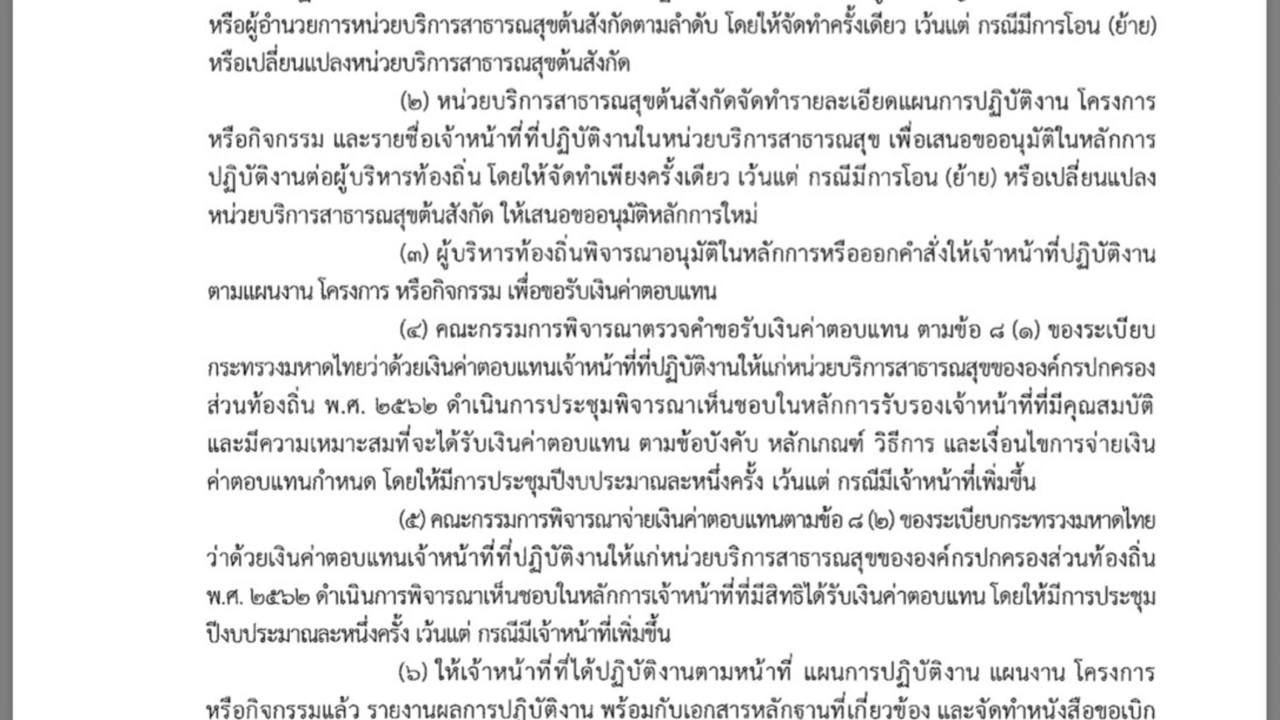 หรือผู้อำนวยการหน่วยบริการสาธารณสุขต้นสังกัดตามลำดับ โดยให้จัดทำครั้งเดียว เว้นแต่ กรณีมีการโอน (ย้าย)
หรือเปลี่ยนแปลงหน่วยบริการสาธารณสุขต้นสังกัด
(๒) หน่วยบริการสาธารณสุขต้นสังกัดจัดทำรายละเอียดแผนการปฏิบัติงาน โครงการ
หรือกิจกรรม และรายชื่อเจ้าหน้าที่ที่ปฏิบัติงานในหน่วยบริการสาธารณสุข เพื่อเสนอขออนุมัติในหลักการ
ปฏิบัติงานต่อผู้บริหารท้องถิ่น โดยให้จัดทำเพียงครั้งเดียว เว้นแต่ กรณีมีการโอน (ย้าย) หรือเปลี่ยนแปลง
หน่วยบริการสาธารณสุขต้นสังกัด ให้เสนอขออนุมัติหลักการใหม่
(๓) ผู้บริหารท้องถิ่นพิจารณาอนุมัติในหลักการหรือออกคำสั่งให้เจ้าหน้าที่ปฏิบัติงาน
ตามแผนงาน โครงการ หรือกิจกรรม เพื่อขอรับเงินค่าตอบแทน
(๔) คณะกรรมการพิจารณาตรวจคำขอรับเงินค่าตอบแทน ตามข้อ ๘ (๑) ของระเบียบ
กระทรวงมหาดไทยว่าด้วยเงินค่าตอบแทนเจ้าหน้าที่ที่ปฏิบัติงานให้แก่หน่วยบริการสาธารณสุขขององค์กรปกครอง
ส่วนท้องถิ่น พ.ศ. ๒๕๖๒ ดำเนินการประชุมพิจารณาเห็นชอบในหลักการรับรองเจ้าหน้าที่ที่มีคุณสมบัติ
และมีความเหมาะสมที่จะได้รับเงินค่าตอบแทน ตามข้อบังคับ หลักเกณฑ์ วิธีการ และเงื่อนไขการจ่ายเงิน
ค่าตอบแทนกำหนด โดยให้มีการประชุมปีงบประมาณละหนึ่งครั้ง เว้นแต่ กรณีมีเจ้าหน้าที่เพิ่มขึ้น
(๕) คณะกรรมการพิจารณาจ่ายเงินค่าตอบแทนตามข้อ ๘ (๒) ของระเบียบกระทรวงมหาดไทย
ว่าด้วยเงินค่าตอบแทนเจ้าหน้าที่ที่ปฏิบัติงานให้แก่หน่วยบริการสาธารณสุขขององค์กรปกครองส่วนท้องถิ่น
พ.ศ. ๒๕๖๒ ดำเนินการพิจารณาเห็นชอบในหลักการเจ้าหน้าที่ที่มีสิทธิได้รับเงินค่าตอบแทน โดยให้มีการประชุม
ปีงบประมาณละหนึ่งครั้ง เว้นแต่ กรณีมีเจ้าหน้าที่เพิ่มขึ้น
(๖) ให้เจ้าหน้าที่ที่ได้ปฏิบัติงานตามหน้าที่ แผนการปฏิบัติงาน แผนงาน โครงการ
หรือกิจกรรมแล้ว รายงานผลการปฏิบัติงาน พร้อมกับเอกสารหลักฐานที่เกี่ยวข้อง และจัดทำหนังสือขอเบิก